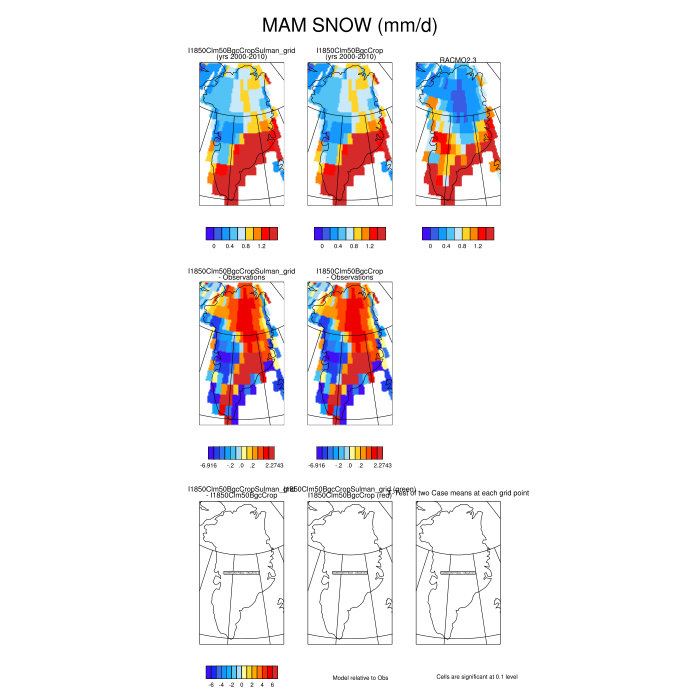 MAM SNOW (mm/d)
I1850Clm50BgcCropSulman_grid
(yrs 2000-2010)
I1850Clm50BgcCrop
(yrs 2000-2010)
RACMO2.3
0 0.4 0.8 1.2
0 0.4 0.8 1.2
0 0.4 0.8 1.2
I1850Clm50BgcCropSulman_grid
- Observations
I1850Clm50BgcCrop
- Observations
-6.916 -.2 .0 .2 2.2743
-6.916 -.2 .0 .2 2.2743
I1850Clm50BgcCropSulman_grid
- I1850Clm50BgcCrop
I1850Clm50BgcCropSulman_grid (green)
I1850Clm50BgcCrop (red)
of two Case means at each grid point
-6 -4 -2 0 2 4 6
Model relative to Obs
Cells are significant at 0.1 level